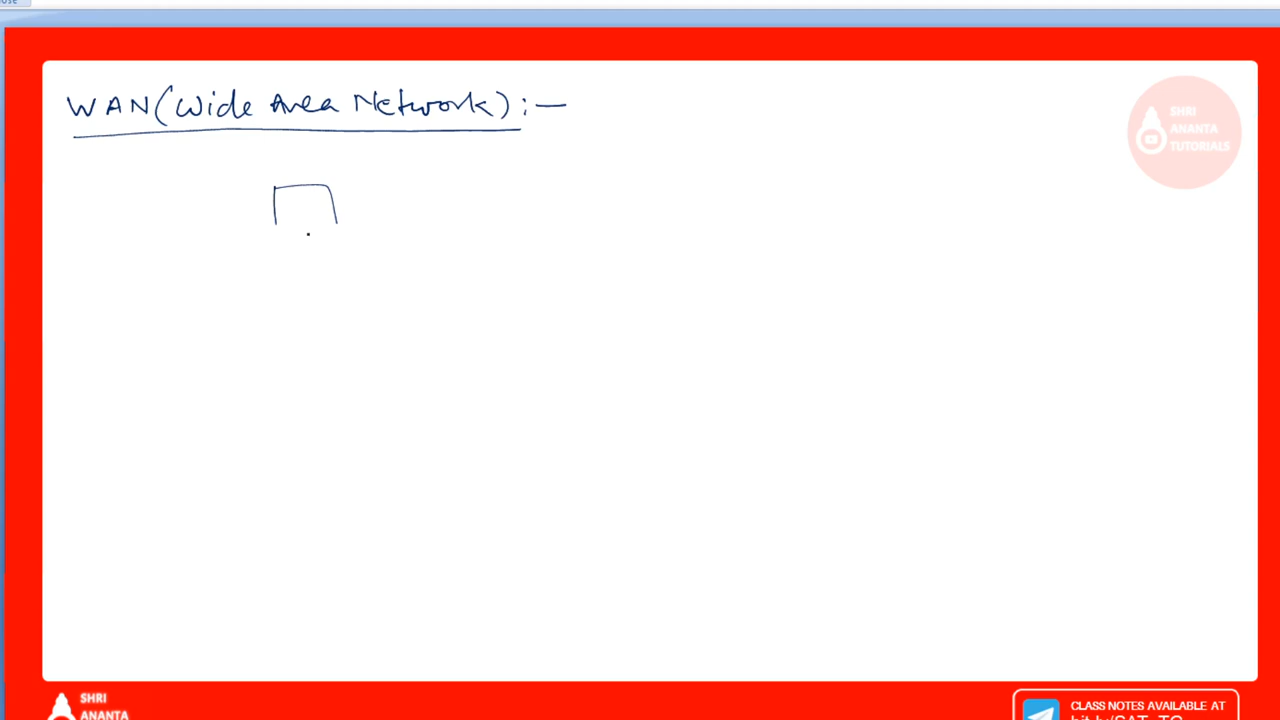 WAN(Wide Area Network):-
SHRI
ANANTA
TUTORIALS
SHRI
ANANTA
CLASS NOTES AVAILABLE AT